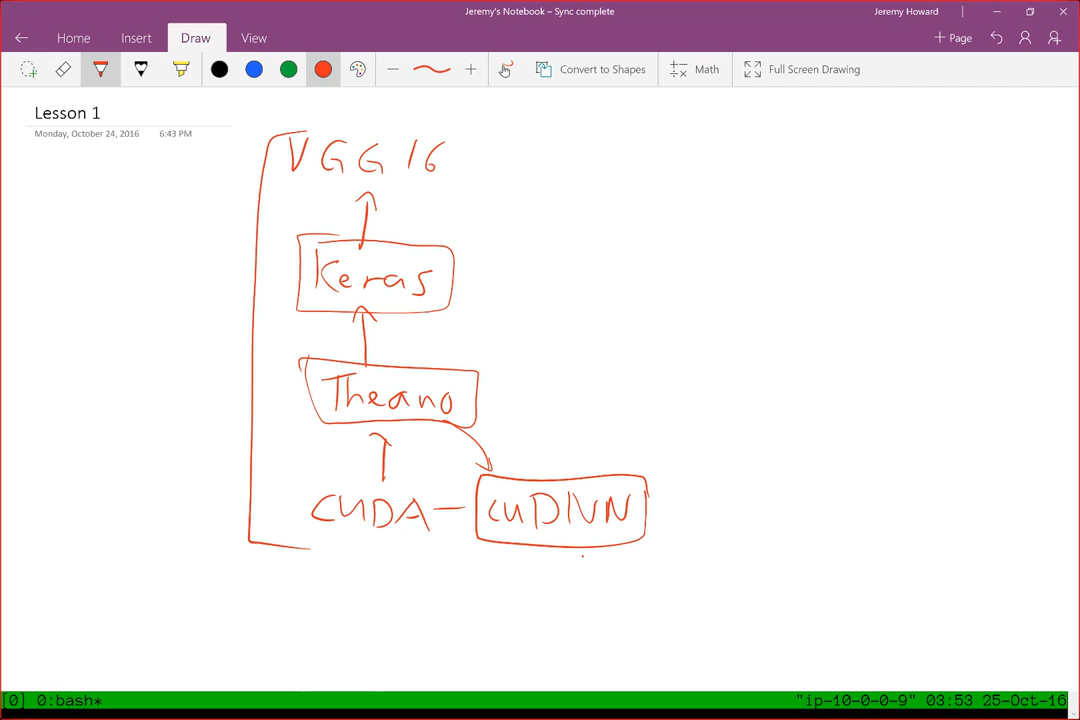 Jeremy's Notebook – Sync complete
Jeremy Howard
Home Insert Draw View
Page
Convert to Shapes
Math
Full Screen Drawing
Lesson 1
Monday, October 24, 2016 6:43 PM
VGG 16
Keras
Theano
CUDA — cuDNN
[0] 0:bash*
"ip-10-0-0-9" 03:53 25-Oct-16